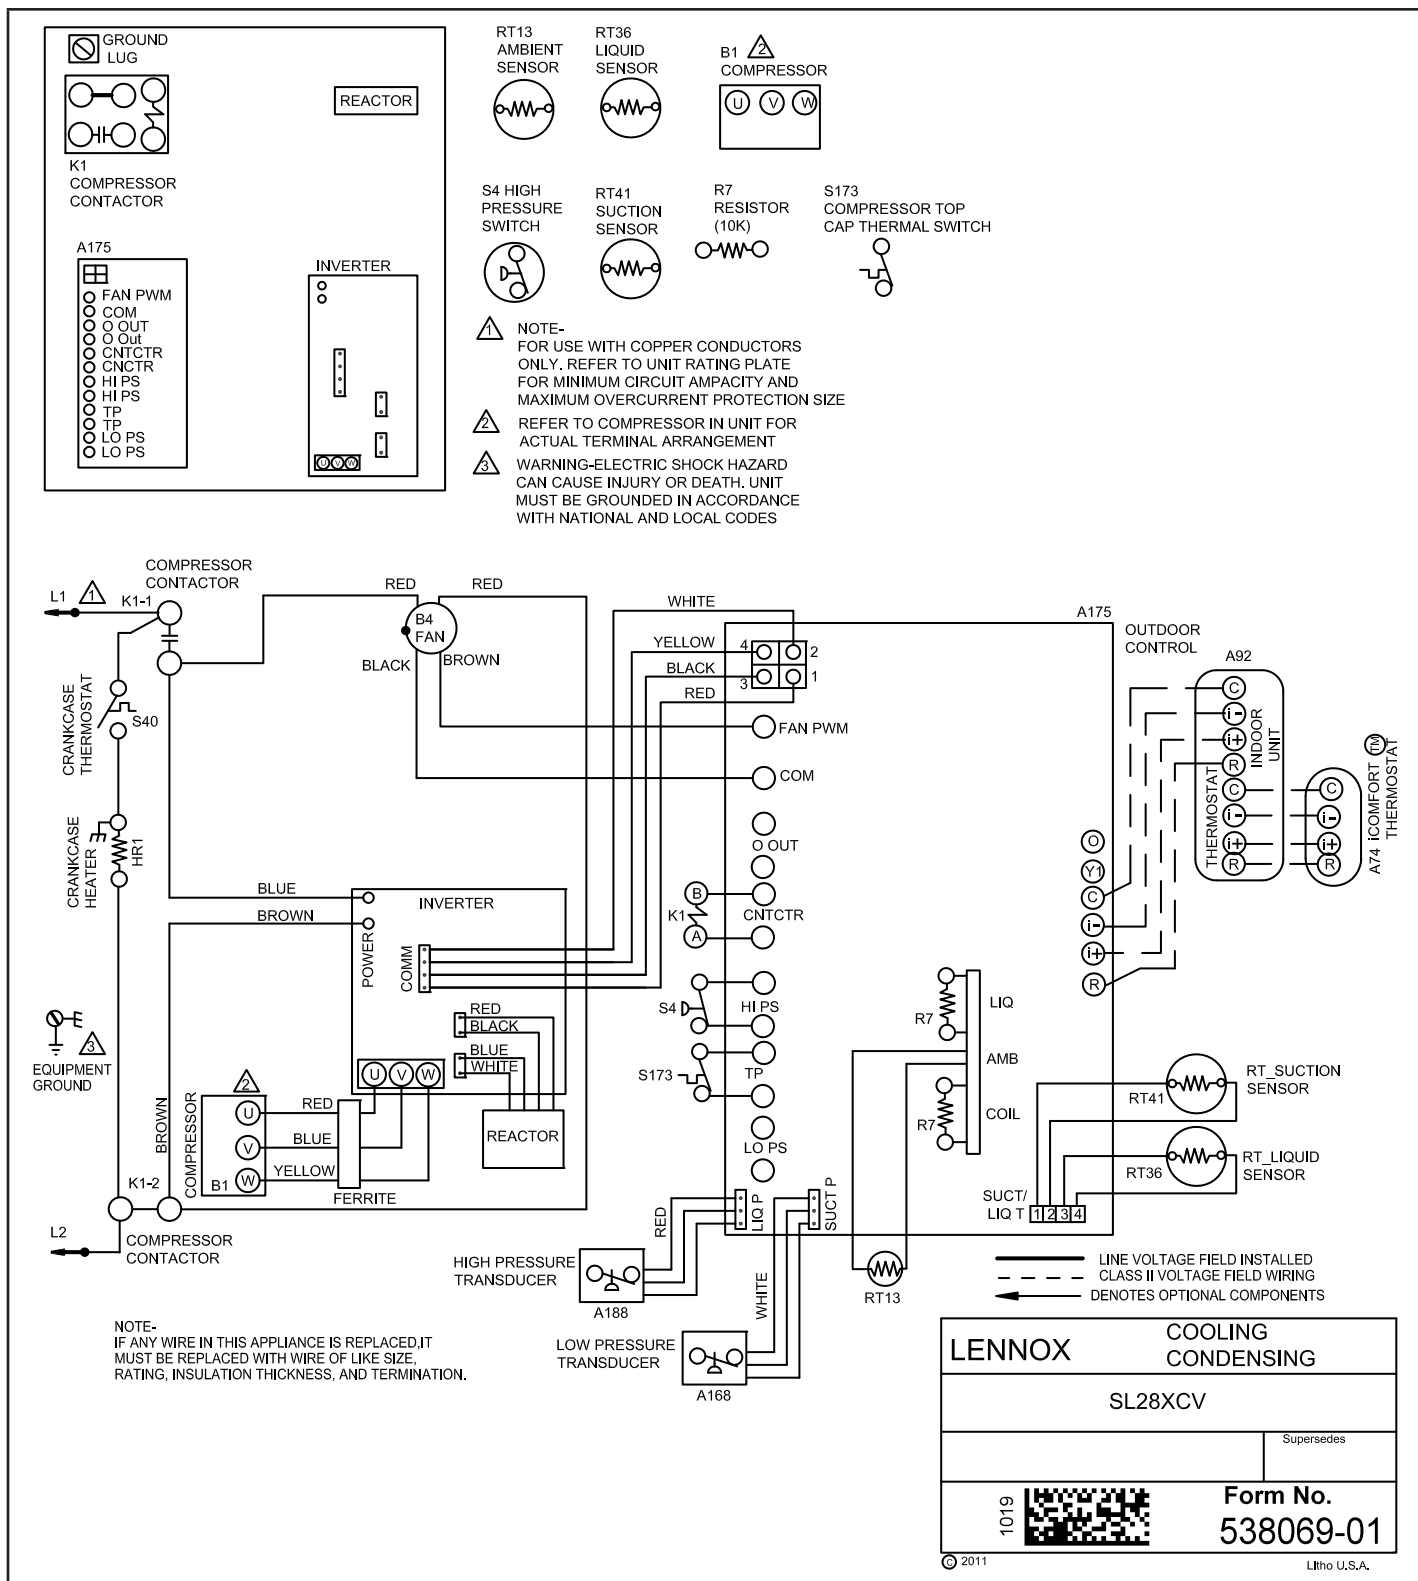 GROUND
LUG
K1
COMPRESSOR
CONTACTOR
REACTOR
A175
FAN PWM
COM
O OUT
O Out
CNTCTR
CNCTR
HI PS
HI PS
TP
TP
LO PS
LO PS
INVERTER
U V W
RT13
AMBIENT
SENSOR
RT36
LIQUID
SENSOR
B1 2
COMPRESSOR
U V W
S4 HIGH
PRESSURE
SWITCH
RT41
SUCTION
SENSOR
R7
RESISTOR
(10K)
S173
COMPRESSOR TOP
CAP THERMAL SWITCH
1 NOTE-
FOR USE WITH COPPER CONDUCTORS
ONLY. REFER TO UNIT RATING PLATE
FOR MINIMUM CIRCUIT AMPACITY AND
MAXIMUM OVERCURRENT PROTECTION SIZE
2 REFER TO COMPRESSOR IN UNIT FOR
ACTUAL TERMINAL ARRANGEMENT
3 WARNING-ELECTRIC SHOCK HAZARD
CAN CAUSE INJURY OR DEATH. UNIT
MUST BE GROUNDED IN ACCORDANCE
WITH NATIONAL AND LOCAL CODES
COMPRESSOR
CONTACTOR
L1 1
K1-1
CRANKCASE
THERMOSTAT
S40
CRANKCASE
HEATER
HR1
3
EQUIPMENT
GROUND
RED
RED
B4
FAN
BLACK
BROWN
WHITE
YELLOW
BLACK
RED
4
2
3
1
BLUE
BROWN
INVERTER
POWER
COMM
RED
BLACK
BLUE
WHITE
U V W
REACTOR
2
COMPRESSOR
U
V
B1 W
RED
BLUE
YELLOW
FERRITE
BROWN
K1-2
L2
COMPRESSOR
CONTACTOR
A175
OUTDOOR
CONTROL
FAN PWM
COM
O OUT
B
K1
A
CNTCTR
S4
HI PS
S173
TP
LO PS
LIQ P
SUCT P
O
Y1
C
i-
i+
R
A92
C
i-
i+
R
C
i-
i+
R
INDOOR
UNIT
THERMOSTAT
C
i-
i+
R
A74 iCOMFORT TM
THERMOSTAT
R7
LIQ
AMB
R7
COIL
RT41
RT_SUCTION
SENSOR
RT36
RT_LIQUID
SENSOR
SUCT/
LIQ T
1 2 3 4
RED
WHITE
HIGH PRESSURE
TRANSDUCER
A188
LOW PRESSURE
TRANSDUCER
A168
RT13
LINE VOLTAGE FIELD INSTALLED
CLASS II VOLTAGE FIELD WIRING
DENOTES OPTIONAL COMPONENTS
NOTE-
IF ANY WIRE IN THIS APPLIANCE IS REPLACED,IT
MUST BE REPLACED WITH WIRE OF LIKE SIZE,
RATING, INSULATION THICKNESS, AND TERMINATION.
LENNOX
COOLING
CONDENSING
SL28XCV
Supersedes
1019
Form No.
538069-01
© 2011
Litho U.S.A.